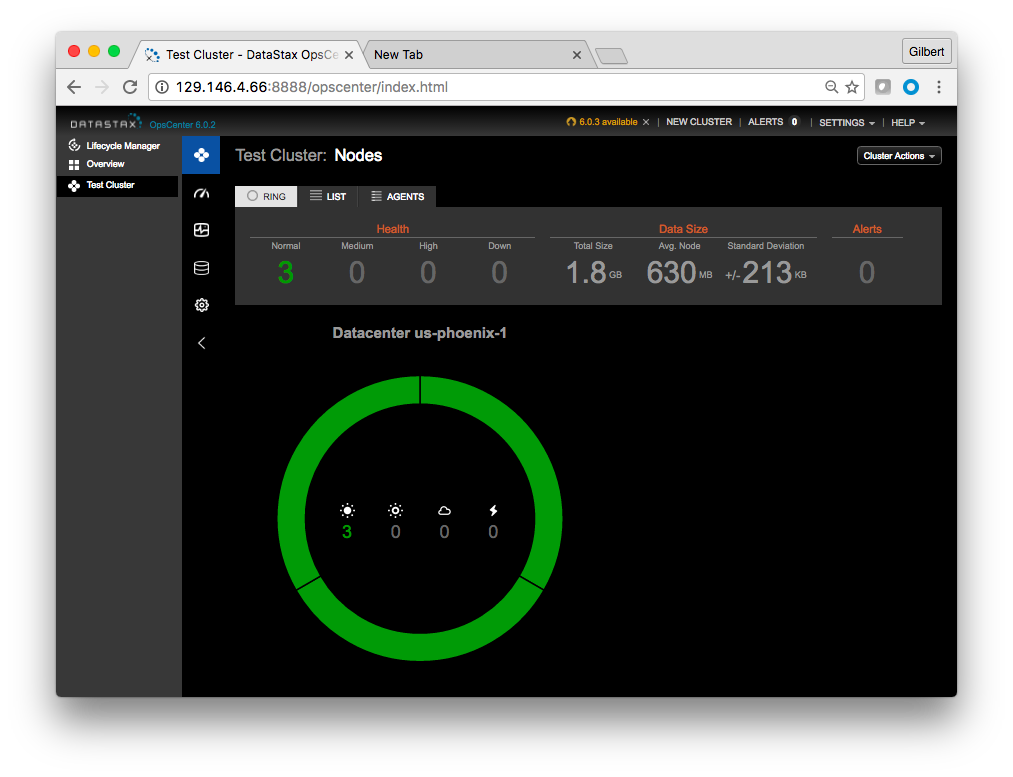 Test Cluster - DataStax OpsCe
New Tab
Gilbert
129.146.4.66:8888/opscenter/index.html
DATASTAX OpsCenter 6.0.2
6.0.3 available × | NEW CLUSTER | ALERTS 0 | SETTINGS | HELP
Lifecycle Manager
Overview
Test Cluster
Test Cluster: Nodes
Cluster Actions
RING LIST AGENTS
Health Data Size Alerts
Normal Medium High Down Total Size Avg. Node Standard Deviation
3 0 0 0 1.8 GB 630 MB +/- 213 KB 0
Datacenter us-phoenix-1
3 0 0 0